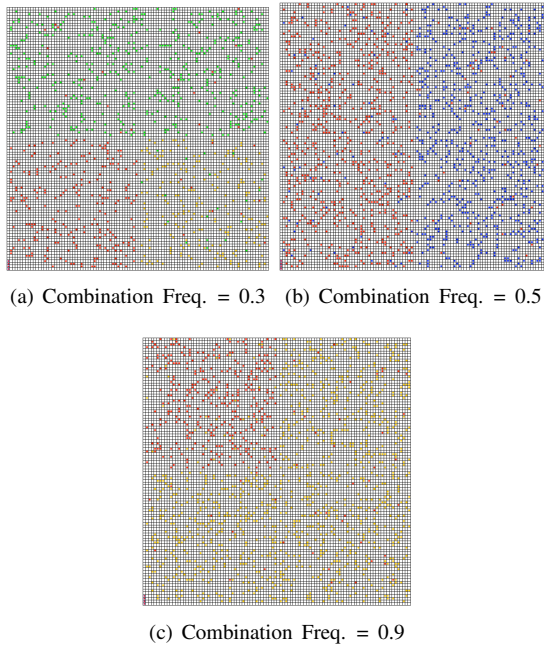 (a) Combination Freq. = 0.3 (b) Combination Freq. = 0.5
(c) Combination Freq. = 0.9